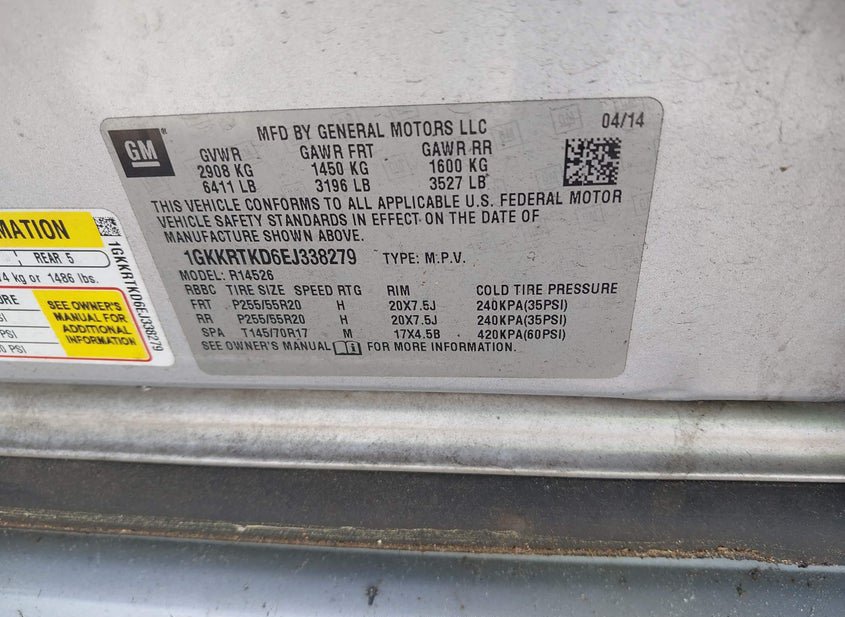 GM
MFD BY GENERAL MOTORS LLC
04/14
GVWR GAWR FRT GAWR RR
2908 KG 1450 KG 1600 KG
6411 LB 3196 LB 3527 LB
THIS VEHICLE CONFORMS TO ALL APPLICABLE U.S. FEDERAL MOTOR
VEHICLE SAFETY STANDARDS IN EFFECT ON THE DATE OF
MANUFACTURE SHOWN ABOVE.
1GKKRTKD6EJ338279 TYPE: M.P.V.
MODEL: R14526
RBBC TIRE SIZE SPEED RTG RIM COLD TIRE PRESSURE
FRT P255/55R20 H 20X7.5J 240KPA(35PSI)
RR P255/55R20 H 20X7.5J 240KPA(35PSI)
SPA T145/70R17 M 17X4.5B 420KPA(60PSI)
SEE OWNER'S MANUAL FOR MORE INFORMATION.
REAR 5
kg or 1486 lbs.
SEE OWNER'S
MANUAL FOR
ADDITIONAL
INFORMATION
PSI
1GKKRTKD6EJ338279